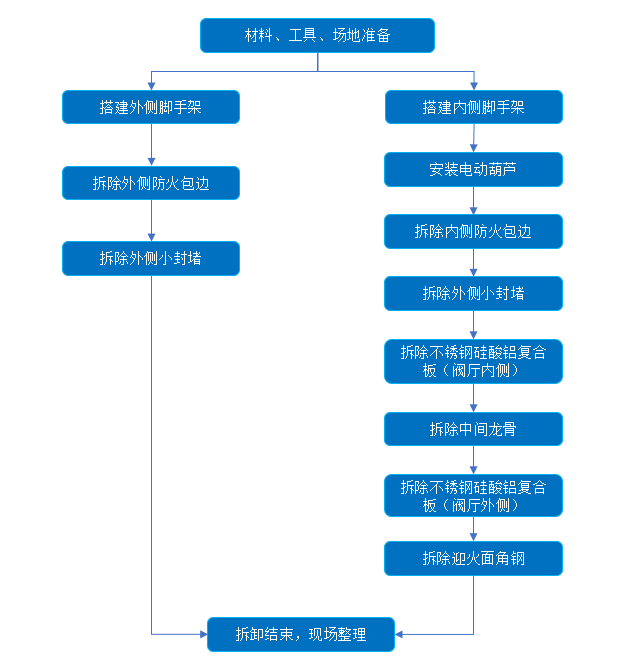 材料、工具、场地准备
搭建外侧脚手架
拆除外侧防火包边
拆除外侧小封堵
搭建内侧脚手架
安装电动葫芦
拆除内侧防火包边
拆除外侧小封堵
拆除不锈钢硅酸铝复合
板（阀厅内侧）
拆除中间龙骨
拆除不锈钢硅酸铝复合
板（阀厅外侧）
拆除迎火面角钢
拆卸结束，现场整理